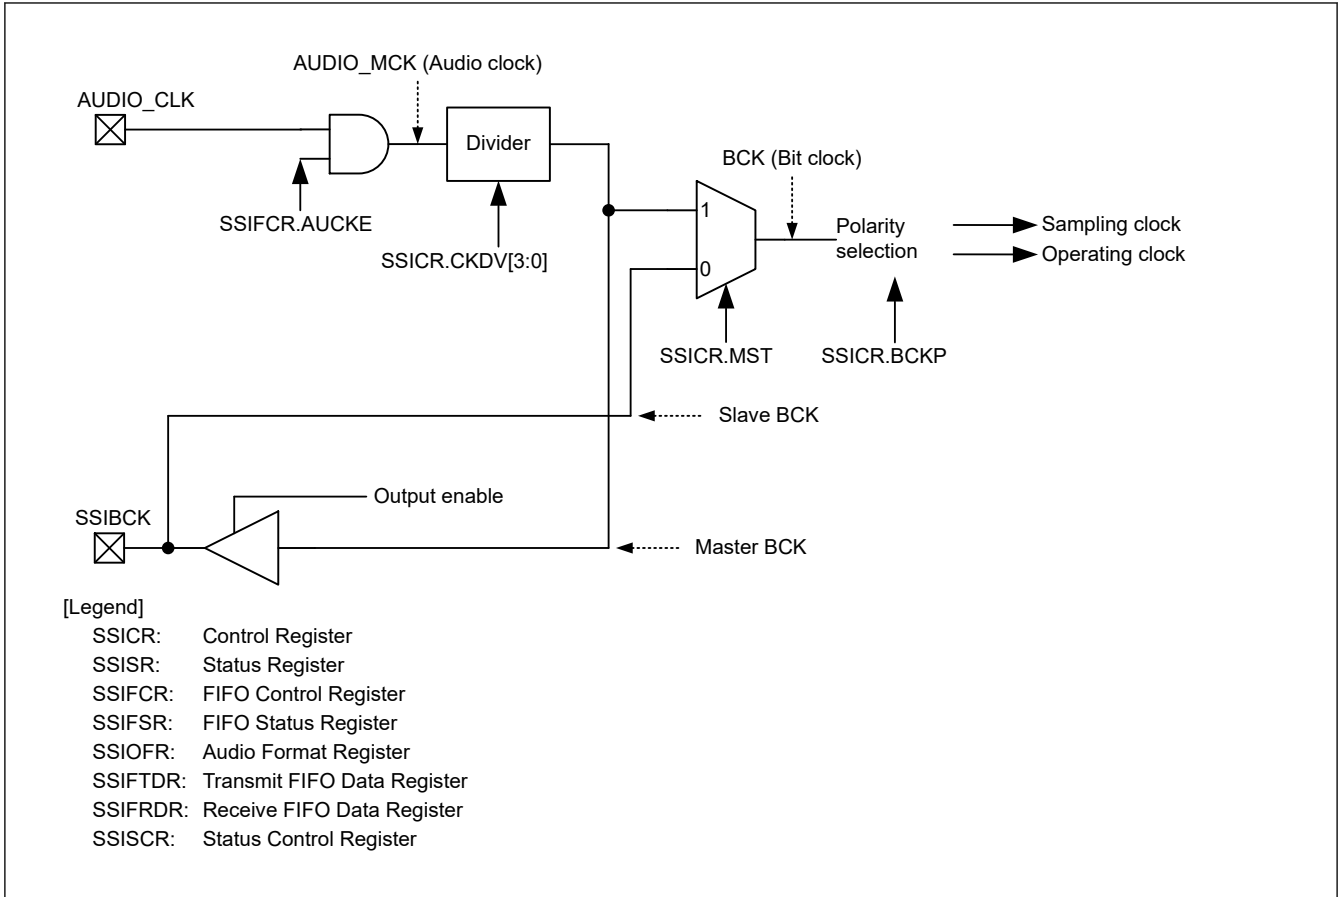 AUDIO_MCK (Audio clock)
AUDIO_CLK
Divider
SSIFCR.AUCKE
SSICR.CKDV[3:0]
BCK (Bit clock)
1
0
Polarity
selection
Sampling clock
Operating clock
SSICR.MST
SSICR.BCKP
Slave BCK
Output enable
SSIBCK
Master BCK
[Legend]
SSICR: Control Register
SSISR: Status Register
SSIFCR: FIFO Control Register
SSIFSR: FIFO Status Register
SSIOFR: Audio Format Register
SSIFTDR: Transmit FIFO Data Register
SSIFRDR: Receive FIFO Data Register
SSISCR: Status Control Register